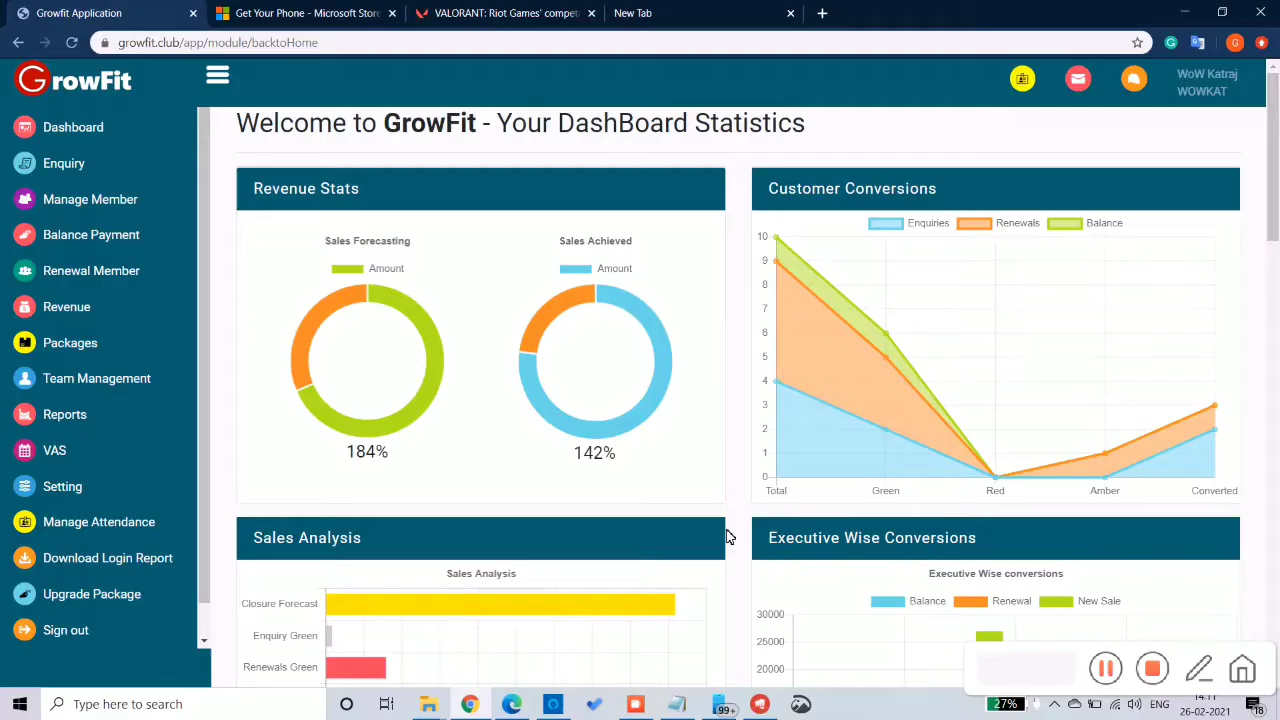 Growfit Application
Get Your Phone - Microsoft Store
VALORANT: Riot Games' compet
New Tab
growfit.club/app/module/backtoHome
G
GrowFit
WoW Katraj
WOWKAT
Dashboard
Enquiry
Manage Member
Balance Payment
Renewal Member
Revenue
Packages
Team Management
Reports
VAS
Setting
Manage Attendance
Download Login Report
Upgrade Package
Sign out
Welcome to GrowFit - Your DashBoard Statistics
Revenue Stats
Sales Forecasting
Amount
184%
Sales Achieved
Amount
142%
Customer Conversions
Enquiries Renewals Balance
10
9
8
7
6
5
4
3
2
1
0
Total Green Red Amber Converted
Sales Analysis
Sales Analysis
Closure Forecast
Enquiry Green
Renewals Green
Executive Wise Conversions
Executive Wise conversions
Balance Renewal New Sale
30000
25000
20000
Type here to search
99+
27%
ENG
14:11
26-02-2021
18